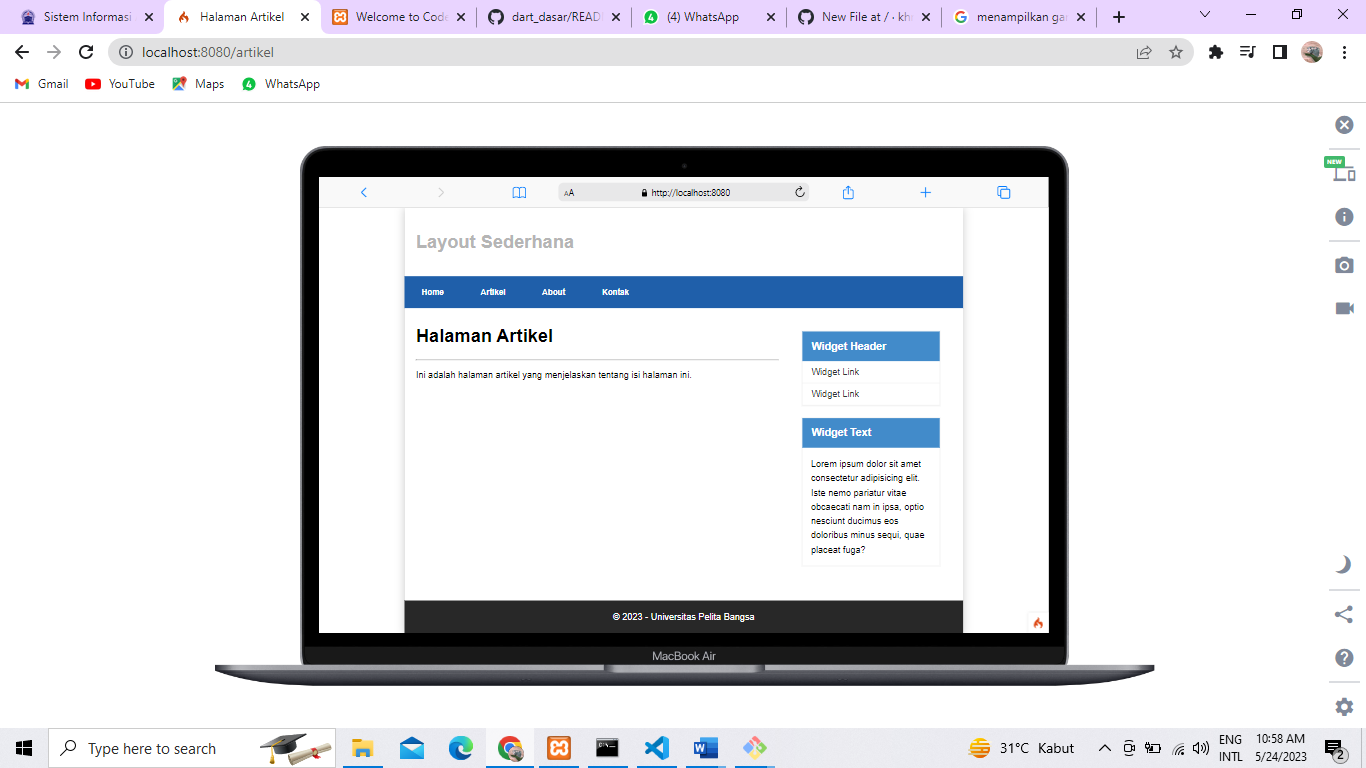 Sistem Informasi
Halaman Artikel
Welcome to Code
dart_dasar/READ
(4) WhatsApp
New File at / · kh
menampilkan gar
localhost:8080/artikel
Gmail
YouTube
Maps
4
WhatsApp
NEW
AA
http://localhost:8080
Layout Sederhana
Home
Artikel
About
Kontak
Halaman Artikel
Ini adalah halaman artikel yang menjelaskan tentang isi halaman ini.
Widget Header
Widget Link
Widget Link
Widget Text
Lorem ipsum dolor sit amet
consectetur adipisicing elit.
Iste nemo pariatur vitae
obcaecati nam in ipsa, optio
nesciunt ducimus eos
doloribus minus sequi, quae
placeat fuga?
© 2023 - Universitas Pelita Bangsa
MacBook Air
Type here to search
31°C Kabut
ENG
INTL
10:58 AM
5/24/2023
2